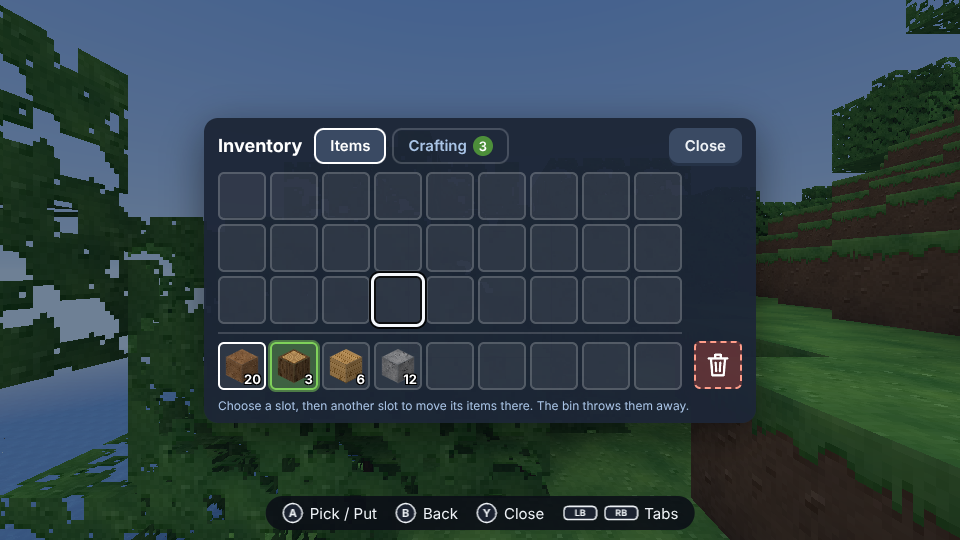 Inventory Items Crafting 3 Close
20 3 6 12
Choose a slot, then another slot to move its items there. The bin throws them away.
A Pick / Put B Back Y Close LB RB Tabs